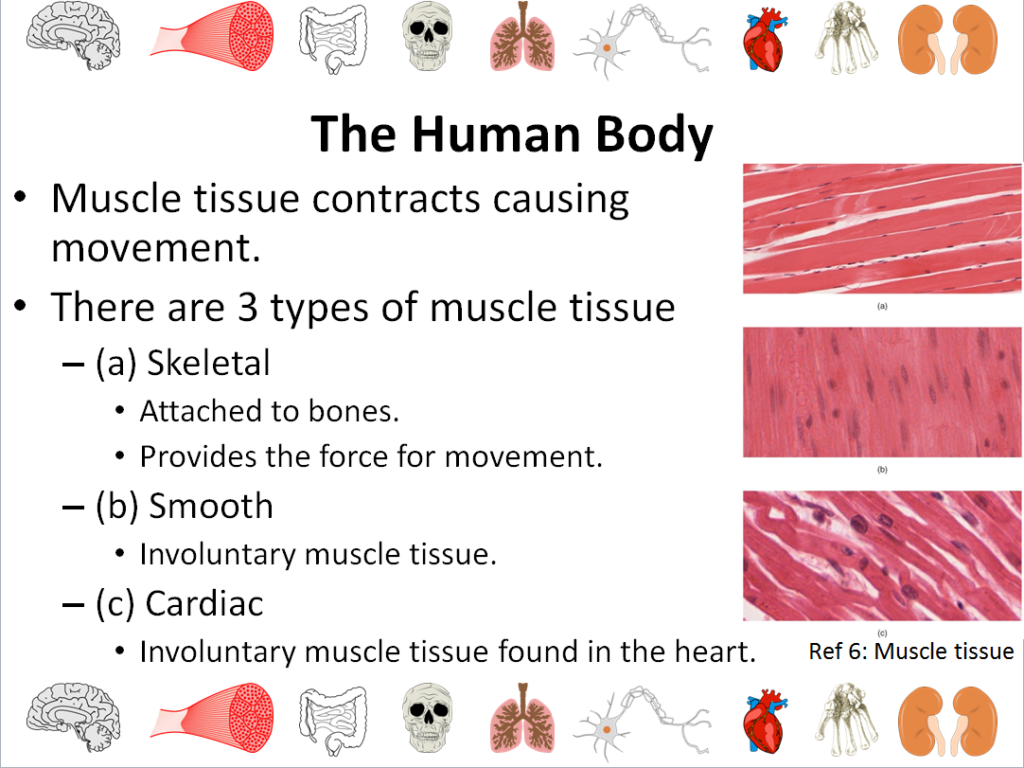 The Human Body
• Muscle tissue contracts causing
movement.
• There are 3 types of muscle tissue
– (a) Skeletal
• Attached to bones.
• Provides the force for movement.
– (b) Smooth
• Involuntary muscle tissue.
– (c) Cardiac
• Involuntary muscle tissue found in the heart.
(a)
(b)
(c)
Ref 6: Muscle tissue